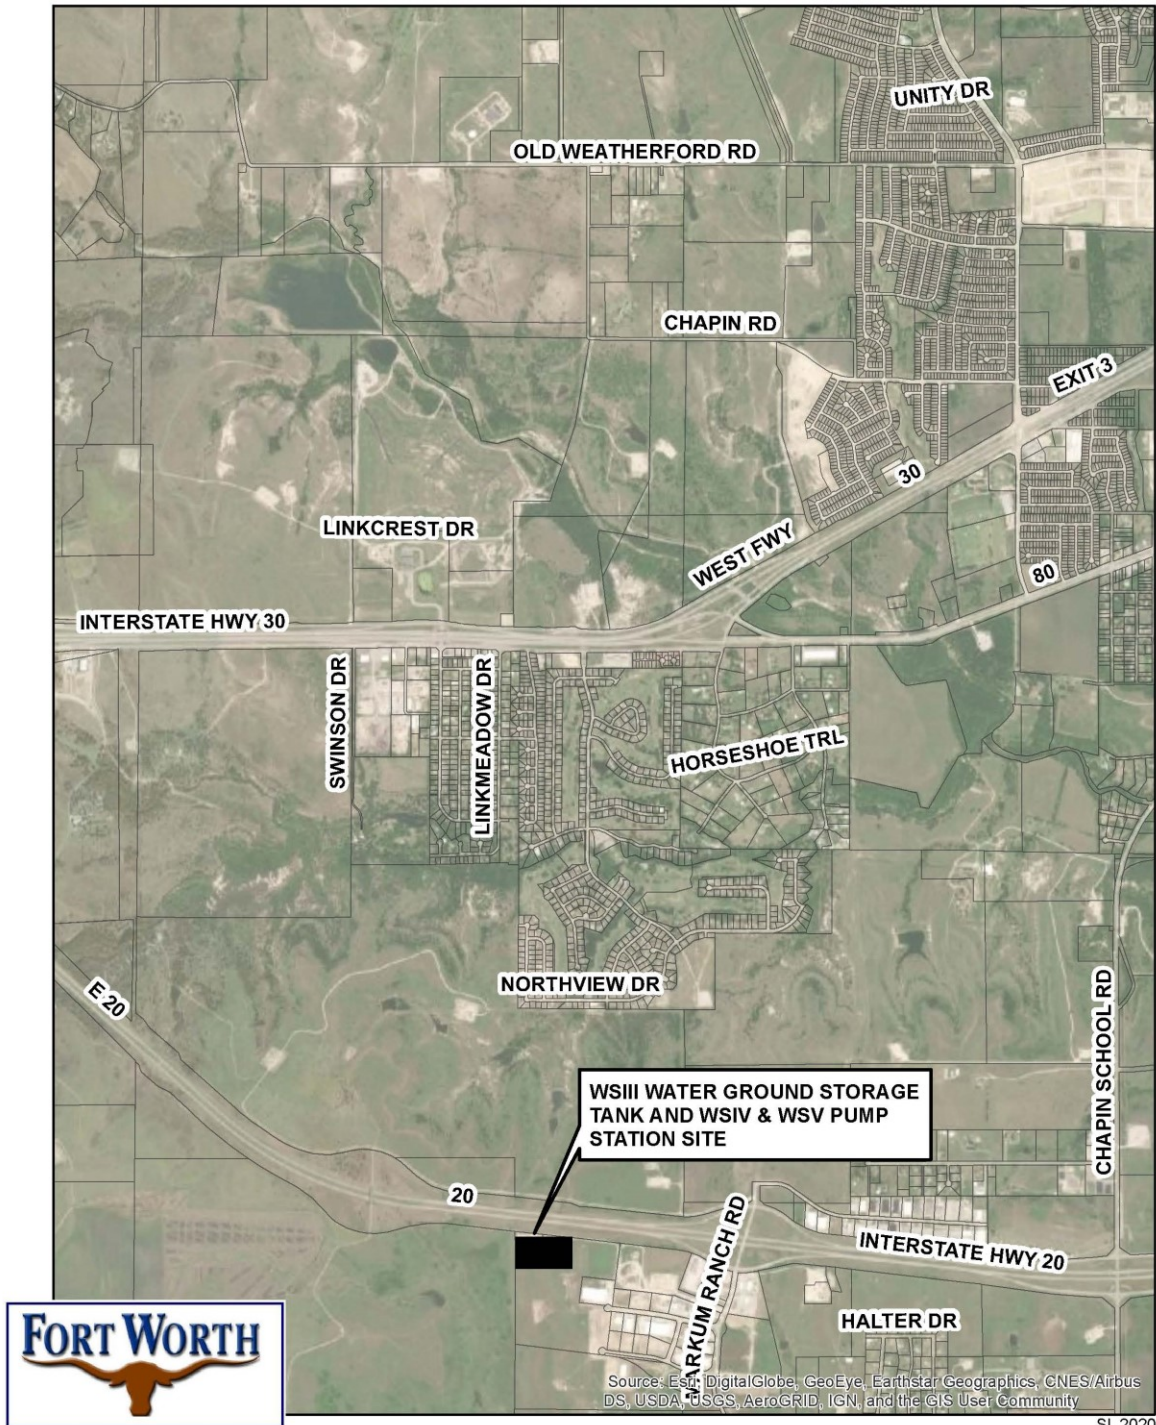 UNITY DR
OLD WEATHERFORD RD
CHAPIN RD
EXIT 3
30
LINKCREST DR
WEST FWY
80
INTERSTATE HWY 30
SWINSON DR
LINKMEADOW DR
HORSESHOE TRL
NORTHVIEW DR
E 20
CHAPIN SCHOOL RD
WSIII WATER GROUND STORAGE
TANK AND WSIV & WSV PUMP
STATION SITE
20
MARKUM RANCH RD
INTERSTATE HWY 20
HALTER DR
FORT WORTH
Source: Esri, DigitalGlobe, GeoEye, Earthstar Geographics, CNES/Airbus
DS, USDA, USGS, AeroGRID, IGN, and the GIS User Community
SL 2020